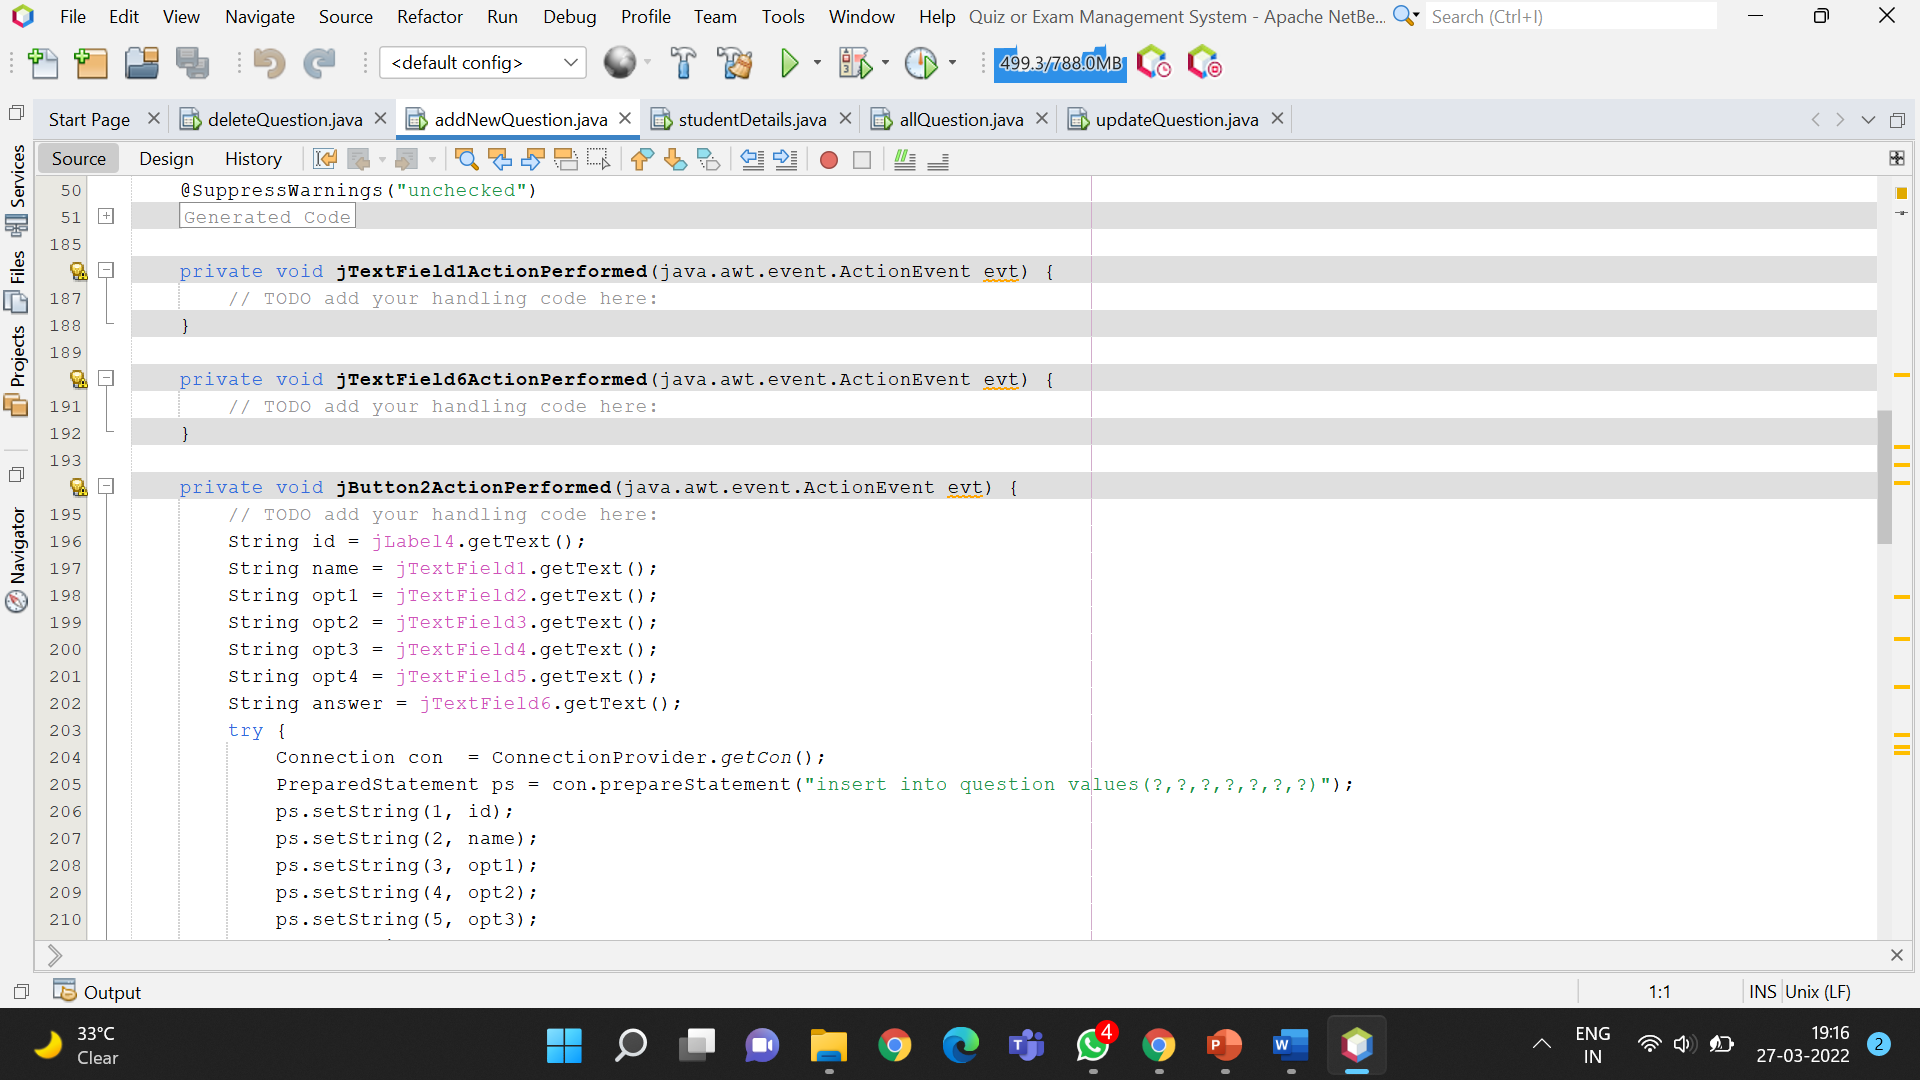 File Edit View Navigate Source Refactor Run Debug Profile Team Tools Window Help Quiz or Exam Management System - Apache NetBe... Search (Ctrl+I)
<default config> 499.3/788.0MB
Start Page deleteQuestion.java addNewQuestion.java studentDetails.java allQuestion.java updateQuestion.java
Source Design History
Services
Files
Projects
Navigator
50 @SuppressWarnings("unchecked")
51 Generated Code
185
private void jTextField1ActionPerformed(java.awt.event.ActionEvent evt) {
187 // TODO add your handling code here:
188 }
189
private void jTextField6ActionPerformed(java.awt.event.ActionEvent evt) {
191 // TODO add your handling code here:
192 }
193
private void jButton2ActionPerformed(java.awt.event.ActionEvent evt) {
195 // TODO add your handling code here:
196 String id = jLabel4.getText();
197 String name = jTextField1.getText();
198 String opt1 = jTextField2.getText();
199 String opt2 = jTextField3.getText();
200 String opt3 = jTextField4.getText();
201 String opt4 = jTextField5.getText();
202 String answer = jTextField6.getText();
203 try {
204 Connection con  = ConnectionProvider.getCon();
205 PreparedStatement ps = con.prepareStatement("insert into question values(?,?,?,?,?,?,?)");
206 ps.setString(1, id);
207 ps.setString(2, name);
208 ps.setString(3, opt1);
209 ps.setString(4, opt2);
210 ps.setString(5, opt3);
Output 1:1 INS Unix (LF)
33°C
Clear
4
ENG
IN
19:16
27-03-2022
2